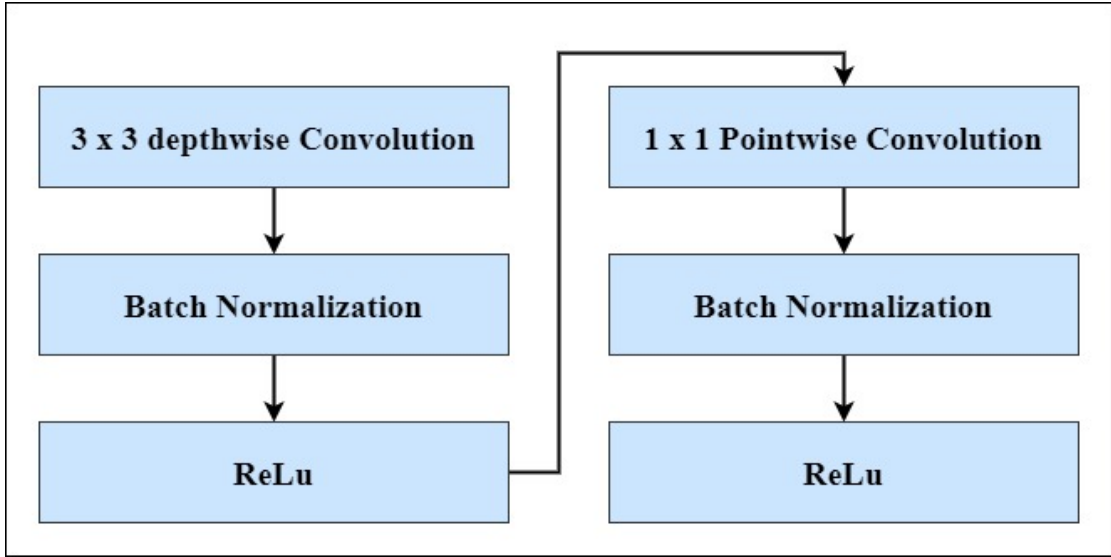 3 x 3 depthwise Convolution
Batch Normalization
ReLu
1 x 1 Pointwise Convolution
Batch Normalization
ReLu